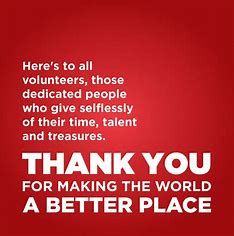 Here's to all
volunteers, those
dedicated people
who give selflessly
of their time, talent
and treasures.
THANK YOU
FOR MAKING THE WORLD
A BETTER PLACE